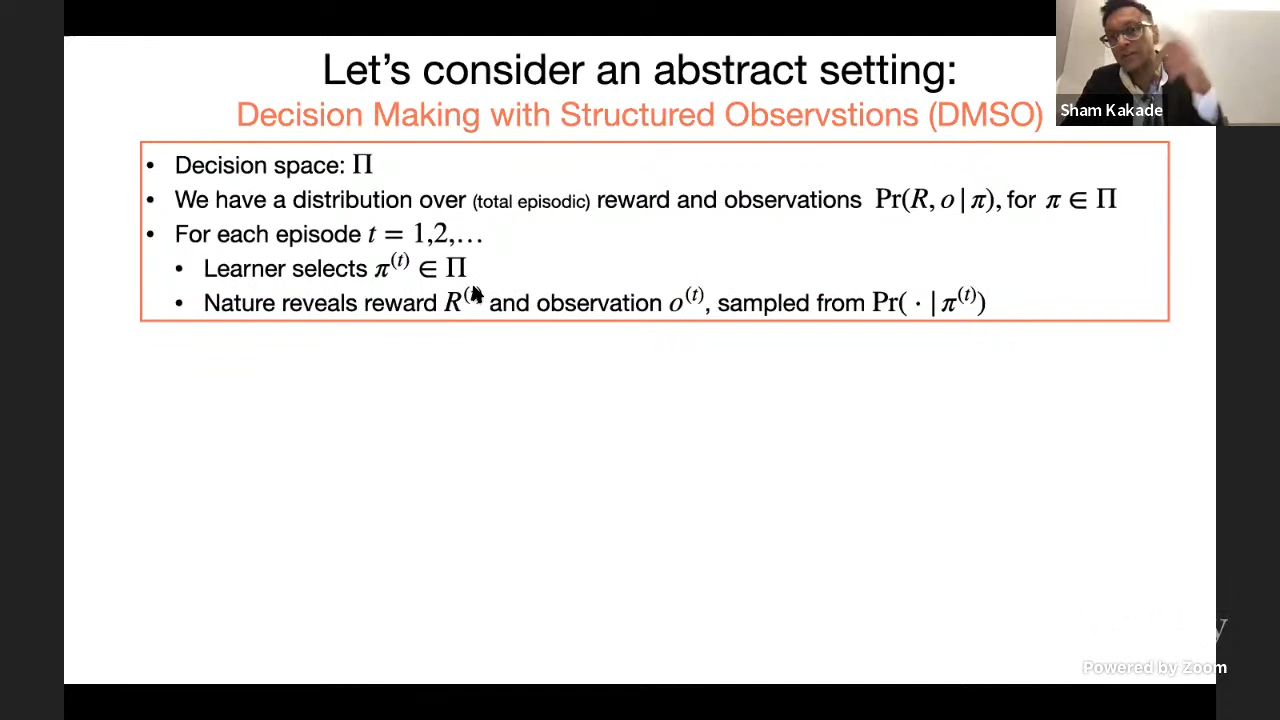 Let's consider an abstract setting:
Decision Making with Structured Observstions (DMSO)
Sham Kakade
• Decision space: Π
• We have a distribution over (total episodic) reward and observations Pr(R, o | π), for π ∈ Π
• For each episode t = 1,2,…
• Learner selects π^(t) ∈ Π
• Nature reveals reward R^(t) and observation o^(t), sampled from Pr( · | π^(t))
Powered by Zoom